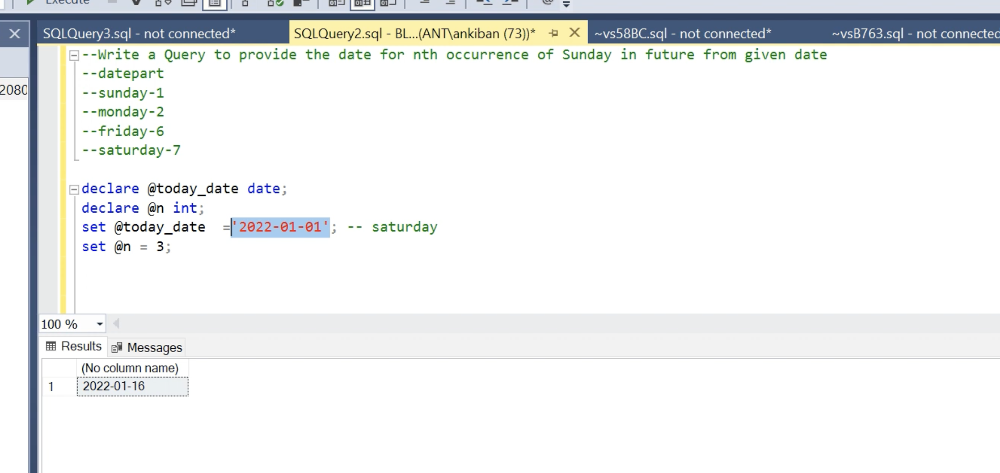 Execute
SQLQuery3.sql - not connected*
SQLQuery2.sql - BL...(ANT\ankiban (73))*
~vs58BC.sql - not connected*
~vsB763.sql - not connected
2080
--Write a Query to provide the date for nth occurrence of Sunday in future from given date
--datepart
--sunday-1
--monday-2
--friday-6
--saturday-7
declare @today_date date;
declare @n int;
set @today_date  ='2022-01-01'; -- saturday
set @n = 3;
100 %
Results
Messages
(No column name)
1 2022-01-16